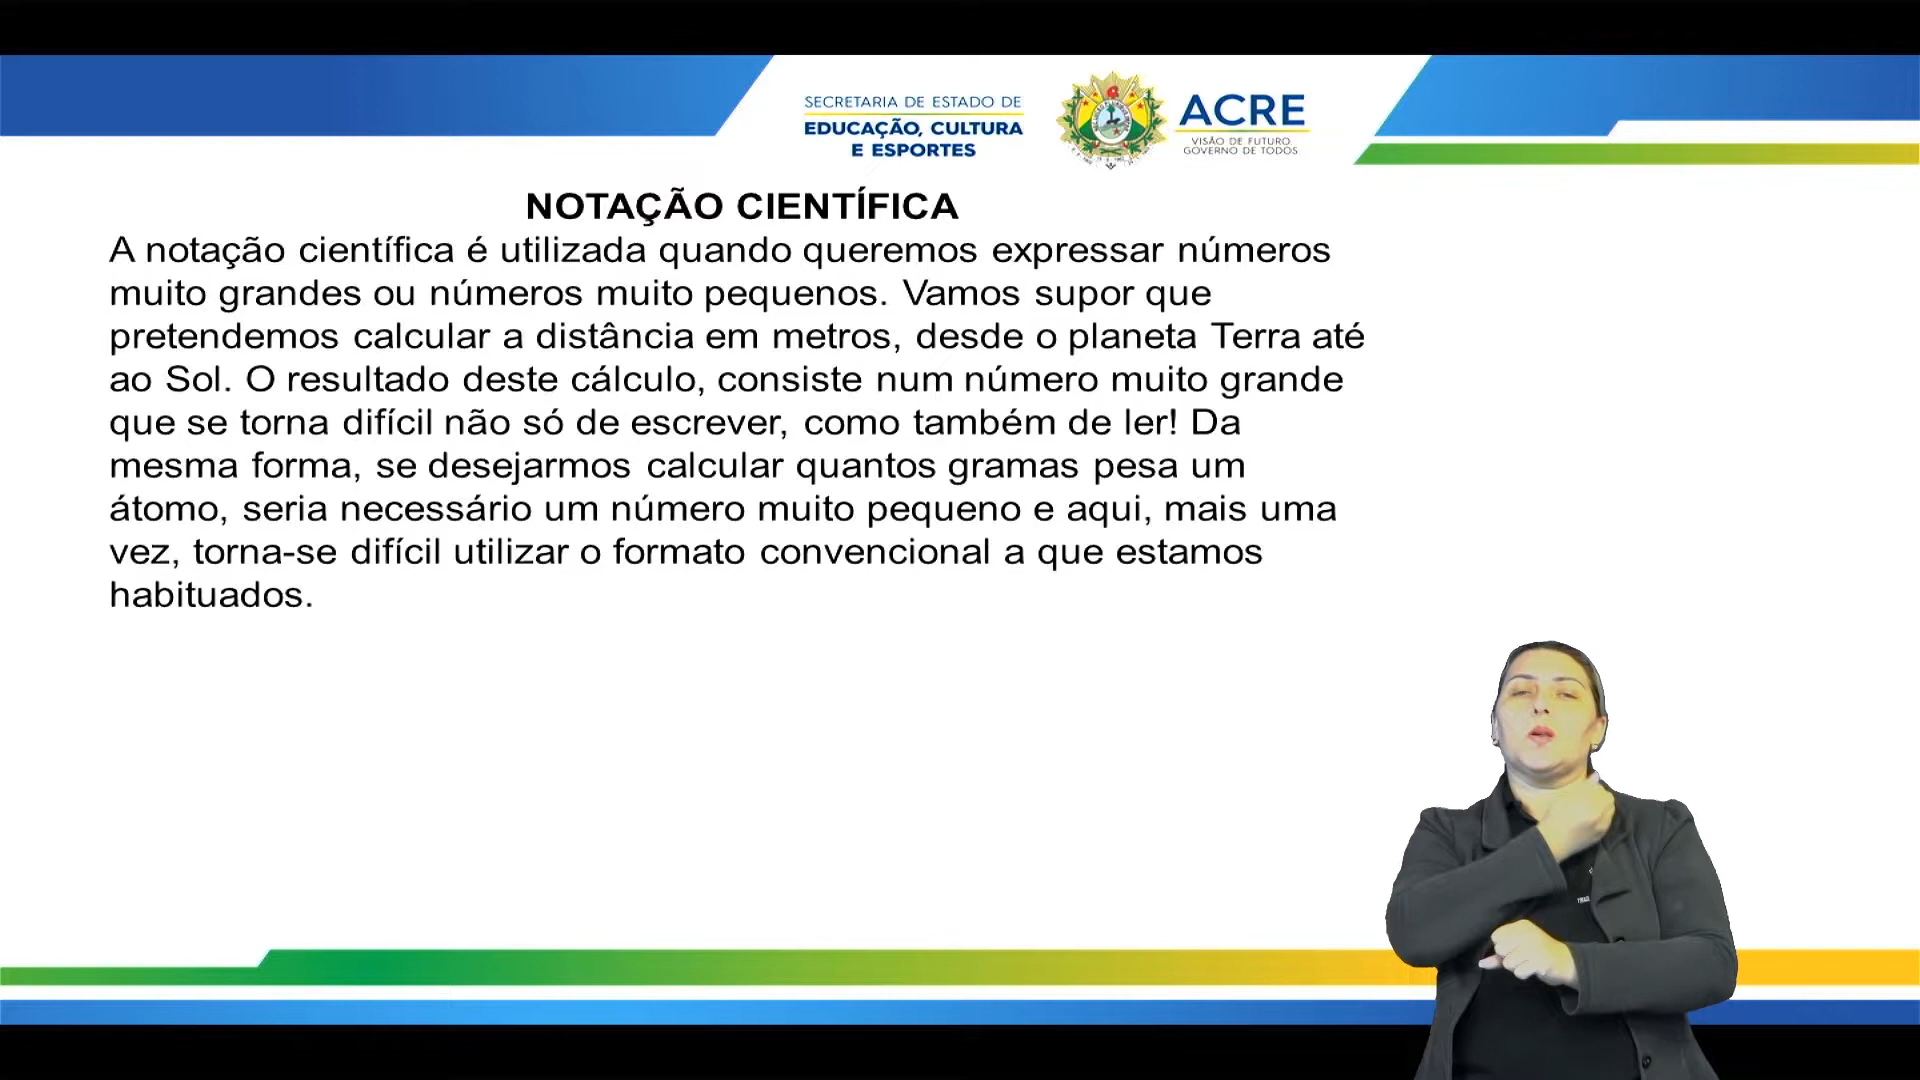 SECRETARIA DE ESTADO DE
EDUCAÇÃO, CULTURA
E ESPORTES
ACRE
VISÃO DE FUTURO
GOVERNO DE TODOS
NOTAÇÃO CIENTÍFICA
A notação científica é utilizada quando queremos expressar números
muito grandes ou números muito pequenos. Vamos supor que
pretendemos calcular a distância em metros, desde o planeta Terra até
ao Sol. O resultado deste cálculo, consiste num número muito grande
que se torna difícil não só de escrever, como também de ler! Da
mesma forma, se desejarmos calcular quantos gramas pesa um
átomo, seria necessário um número muito pequeno e aqui, mais uma
vez, torna-se difícil utilizar o formato convencional a que estamos
habituados.